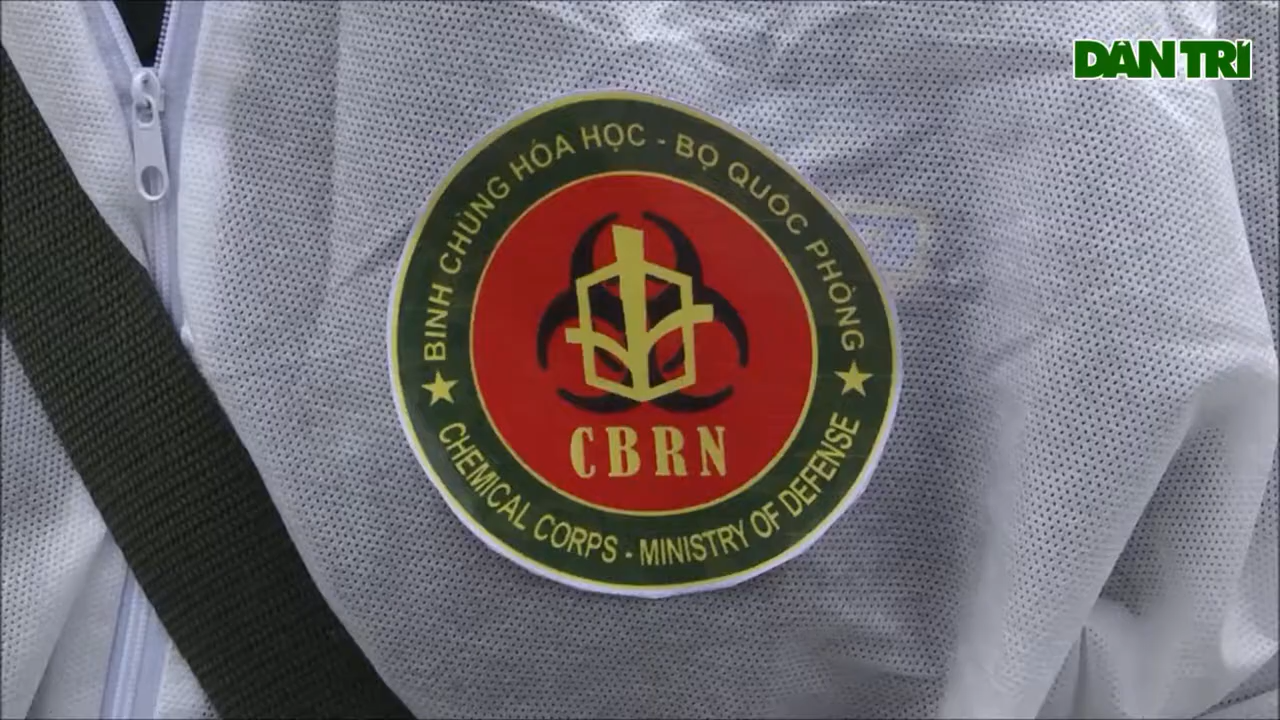 DÂN TRÍ
BINH CHỦNG HÓA HỌC - BỘ QUỐC PHÒNG
CBRN
CHEMICAL CORPS - MINISTRY OF DEFENSE